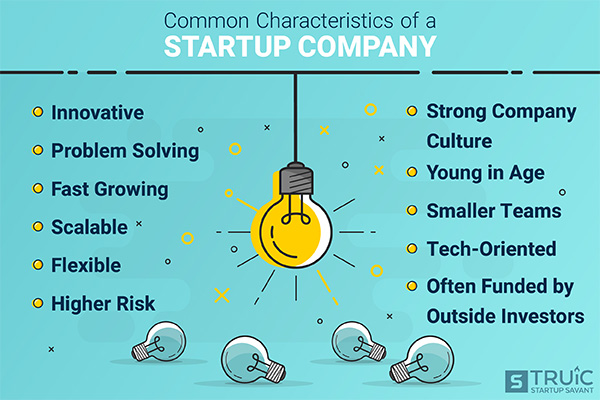 Common Characteristics of a
STARTUP COMPANY
Innovative
Problem Solving
Fast Growing
Scalable
Flexible
Higher Risk
Strong Company
Culture
Young in Age
Smaller Teams
Tech-Oriented
Often Funded by
Outside Investors
S TRUiC
STARTUP SAVANT